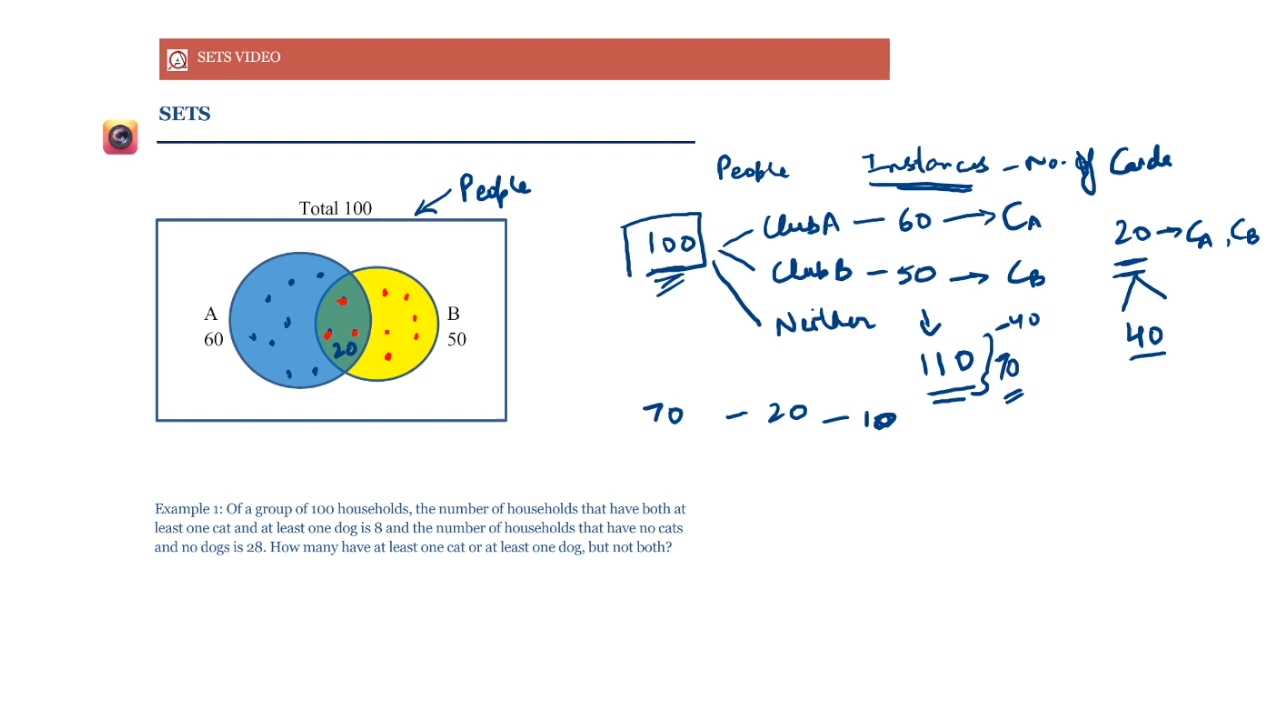 SETS VIDEO
SETS
People
Total 100
A
60
B
50
20
People Instances - No. of Cards
100
Club A - 60 → CA
Club B - 50 → CB
Neither
20 → CA, CB
40
-40
110
70
70 - 20 - 10
Example 1: Of a group of 100 households, the number of households that have both at
least one cat and at least one dog is 8 and the number of households that have no cats
and no dogs is 28. How many have at least one cat or at least one dog, but not both?